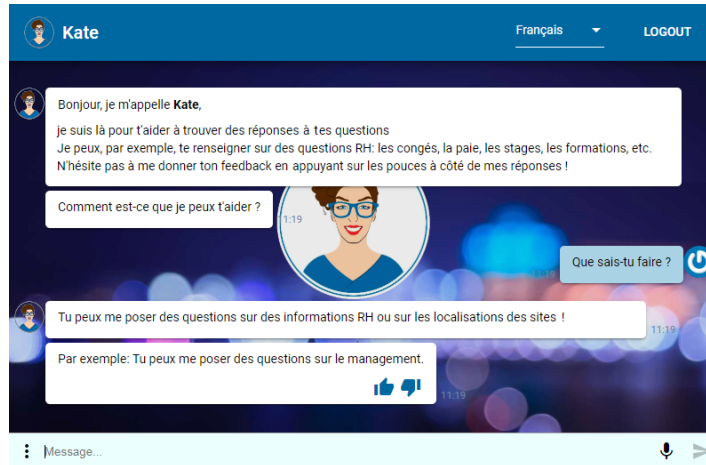 Kate
Français
LOGOUT
Bonjour, je m'appelle Kate,
je suis là pour t'aider à trouver des réponses à tes questions
Je peux, par exemple, te renseigner sur des questions RH: les congés, la paie, les stages, les formations, etc.
N'hésite pas à me donner ton feedback en appuyant sur les pouces à côté de mes réponses !
Comment est-ce que je peux t'aider ?
11:19
Que sais-tu faire ?
11:19
Tu peux me poser des questions sur des informations RH ou sur les localisations des sites !
11:19
Par exemple: Tu peux me poser des questions sur le management.
11:19
Message...